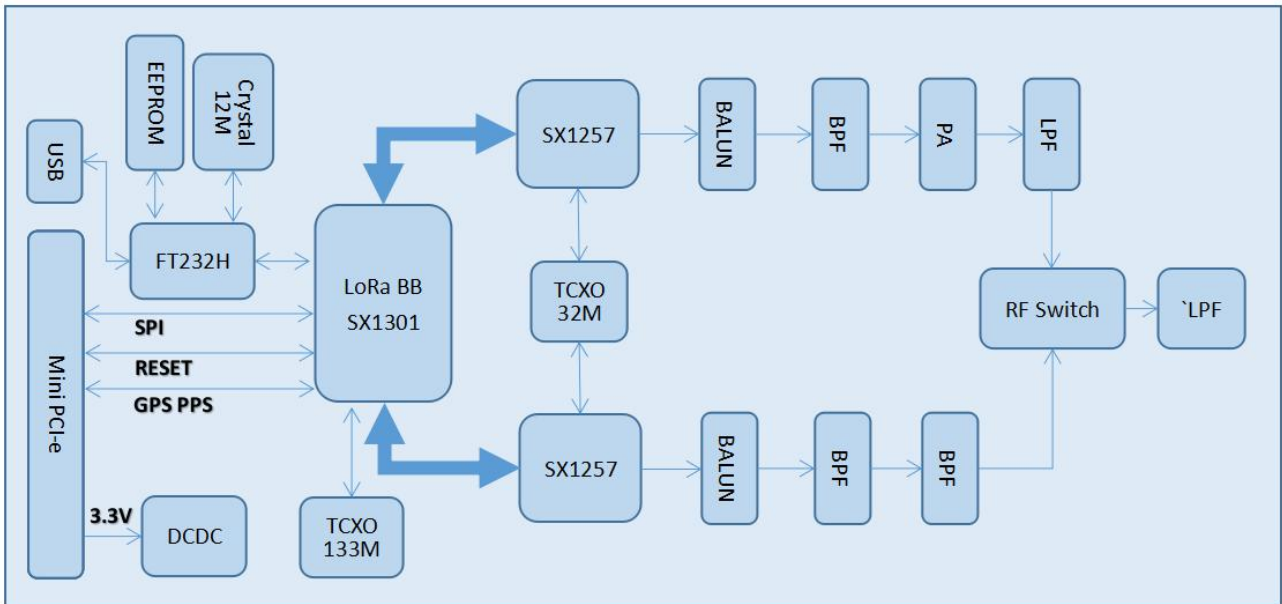 EEPROM
Crystal
12M
USB
FT232H
Mini PCI-e
SPI
RESET
GPS PPS
3.3V
DCDC
LoRa BB
SX1301
TCXO
133M
SX1257
BALUN
BPF
PA
LPF
TCXO
32M
RF Switch
`LPF
SX1257
BALUN
BPF
BPF